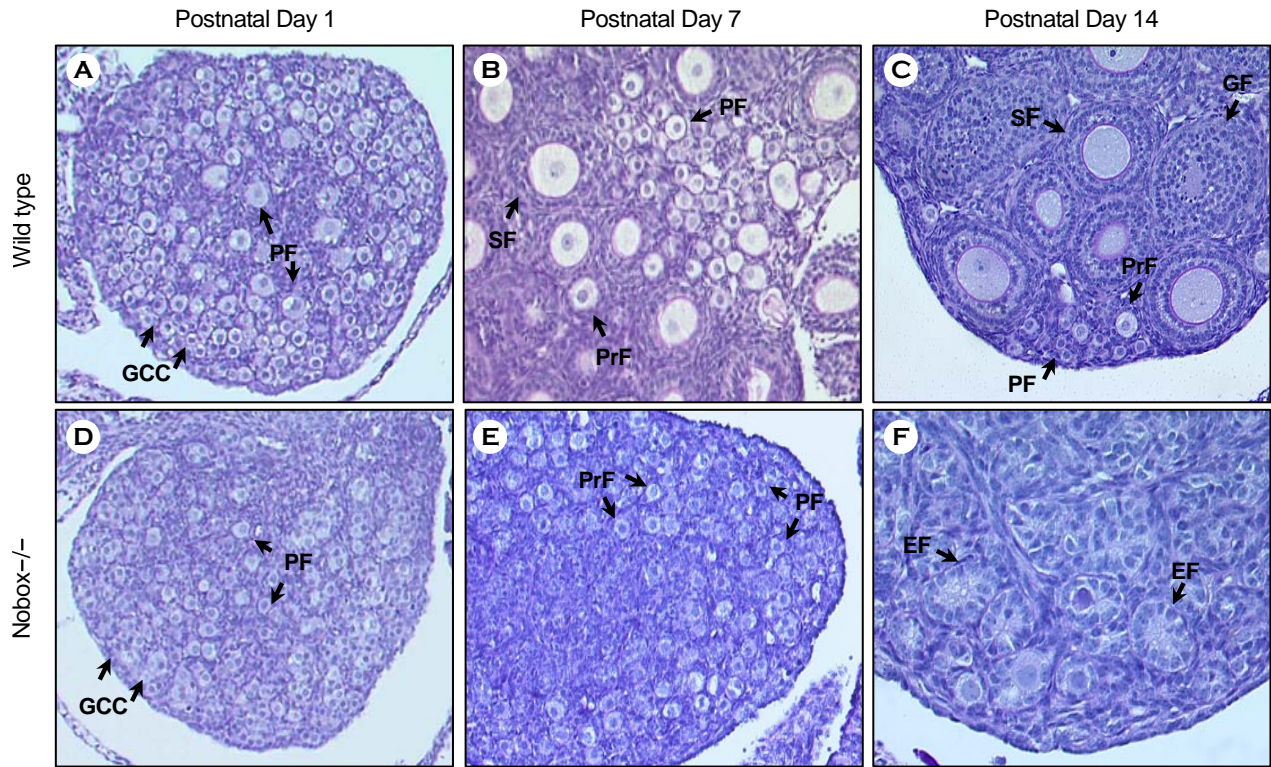 Postnatal Day 1 Postnatal Day 7 Postnatal Day 14
Wild type
A
PF
GCC
B
PF
SF
PrF
C
GF
SF
PrF
PF
Nobox−/−
D
PF
GCC
E
PrF
PF
F
EF
EF